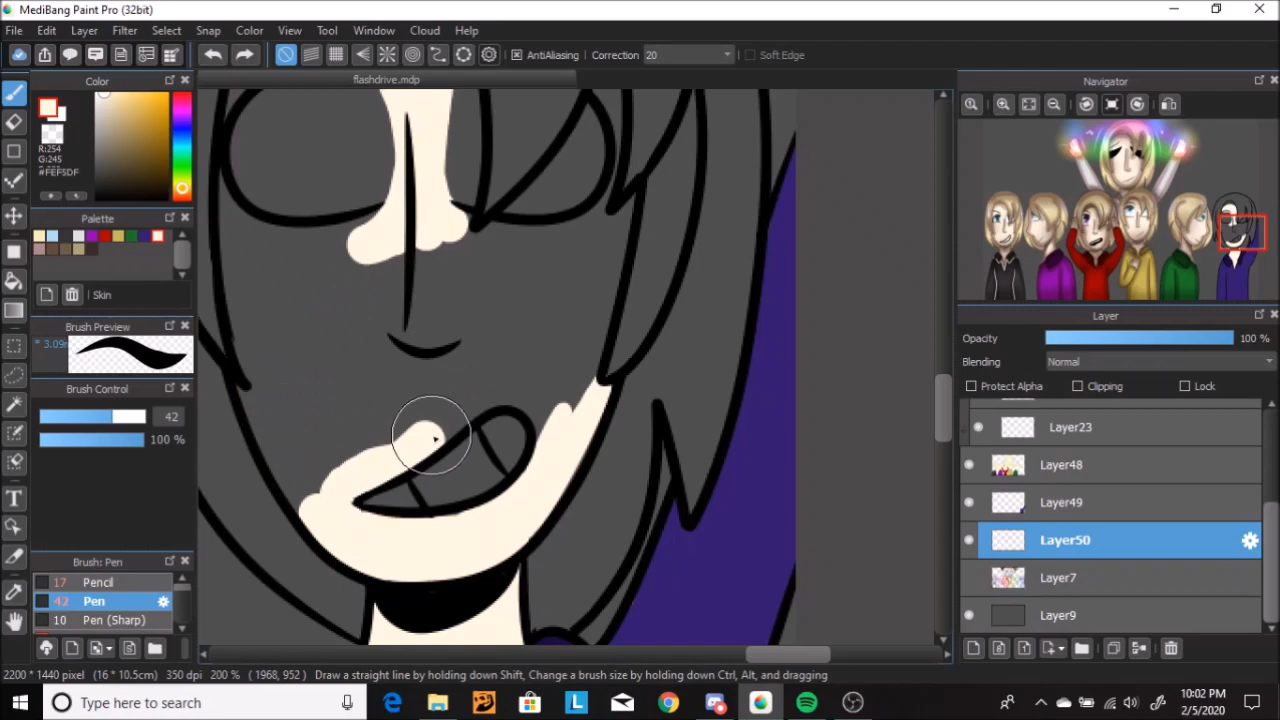 MediBang Paint Pro (32bit)
File Edit Layer Filter Select Snap Color View Tool Window Cloud Help
AntiAliasing Correction 20 Soft Edge
Color
flashdrive.mdp
Navigator
R:254
G:245
#FEF5DF
Palette
Skin
Brush Preview
* 3.09m
Brush Control
42
100 %
Brush: Pen
17 Pencil
42 Pen
10 Pen (Sharp)
Layer
Opacity 100 %
Blending Normal
Protect Alpha Clipping Lock
Layer23
Layer48
Layer49
Layer50
Layer7
Layer9
2200 * 1440 pixel (16 * 10.5cm) 350 dpi 200 % ( 1968, 952 ) Draw a straight line by holding down Shift, Change a brush size by holding down Ctrl, Alt, and dragging
Type here to search
10:02 PM
2/5/2020